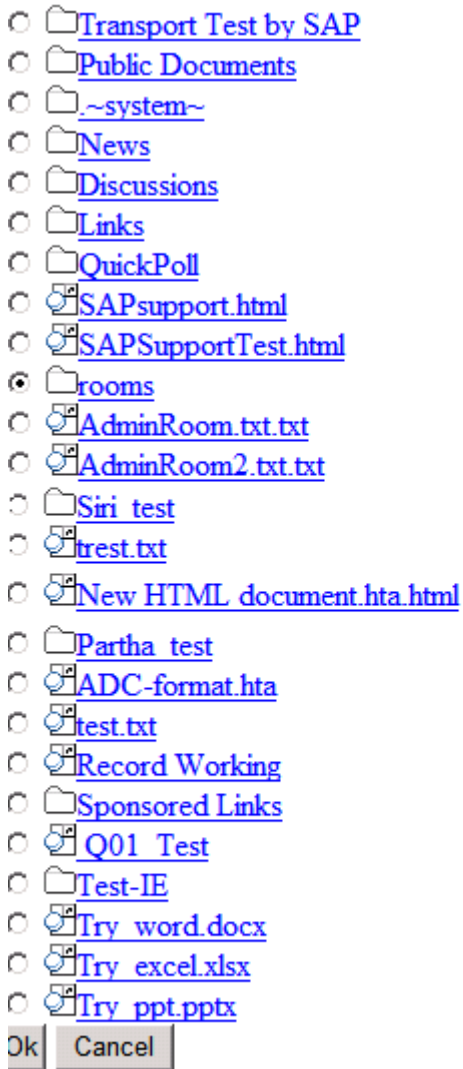 Transport Test by SAP
Public Documents
.~system~
News
Discussions
Links
QuickPoll
SAPsupport.html
SAPSupportTest.html
rooms
AdminRoom.txt.txt
AdminRoom2.txt.txt
Siri_test
trest.txt
New HTML document.hta.html
Partha_test
ADC-format.hta
test.txt
Record Working
Sponsored Links
Q01_Test
Test-IE
Try_word.docx
Try_excel.xlsx
Try_ppt.pptx
Ok Cancel